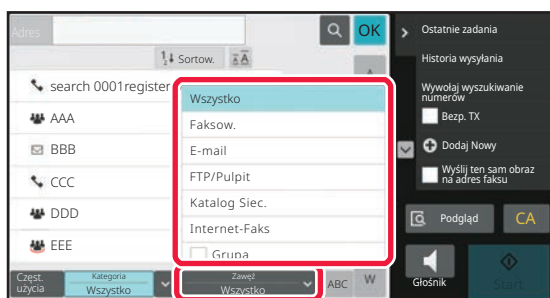 Adres
OK
Sortow.
search 0001register
AAA
BBB
CCC
DDD
EEE
Wszystko
Faksow.
E-mail
FTP/Pulpit
Katalog Siec.
Internet-Faks
Grupa
Częst.
użycia
Kategoria
Wszystko
Zawęź
Wszystko
ABC
W
Ostatnie zadania
Historia wysyłania
Wywołaj wyszukiwanie
numerów
Bezp. TX
Dodaj Nowy
Wyślij ten sam obraz
na adres faksu
Podgląd
CA
Głośnik
Start